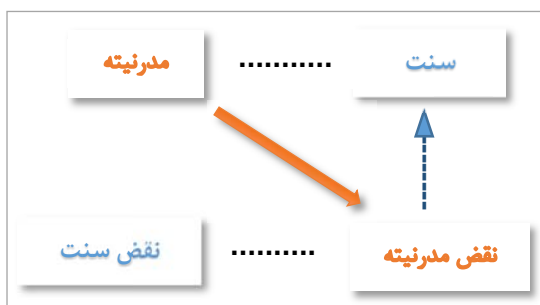 سنت ........... مدرنیته
نقض مدرنیته .......... نقض سنت